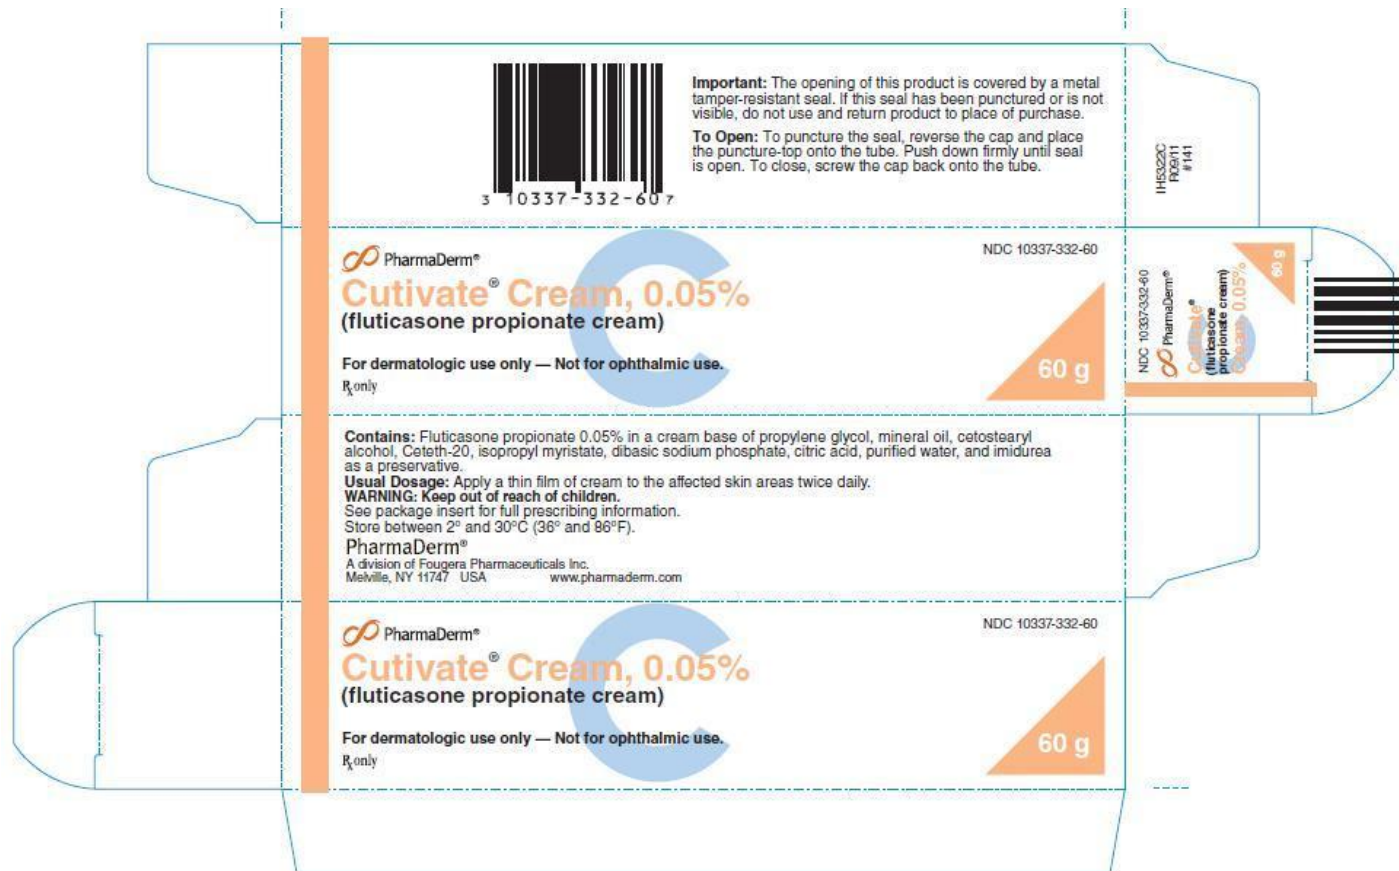 Important: The opening of this product is covered by a metal
tamper-resistant seal. If this seal has been punctured or is not
visible, do not use and return product to place of purchase.
To Open: To puncture the seal, reverse the cap and place
the puncture-top onto the tube. Push down firmly until seal
is open. To close, screw the cap back onto the tube.
3 10337-332-60 7
IH5322C
R09/11
#141
PharmaDerm®
NDC 10337-332-60
Cutivate® Cream, 0.05%
(fluticasone propionate cream)
For dermatologic use only — Not for ophthalmic use.
℞ only
60 g
NDC 10337-332-60
PharmaDerm®
Cutivate®
(fluticasone
propionate cream)
Cream, 0.05%
60 g
Contains: Fluticasone propionate 0.05% in a cream base of propylene glycol, mineral oil, cetostearyl
alcohol, Ceteth-20, isopropyl myristate, dibasic sodium phosphate, citric acid, purified water, and imidurea
as a preservative.
Usual Dosage: Apply a thin film of cream to the affected skin areas twice daily.
WARNING: Keep out of reach of children.
See package insert for full prescribing information.
Store between 2° and 30°C (36° and 86°F).
PharmaDerm®
A division of Fougera Pharmaceuticals Inc.
Melville, NY 11747 USA www.pharmaderm.com
PharmaDerm®
NDC 10337-332-60
Cutivate® Cream, 0.05%
(fluticasone propionate cream)
For dermatologic use only — Not for ophthalmic use.
℞ only
60 g